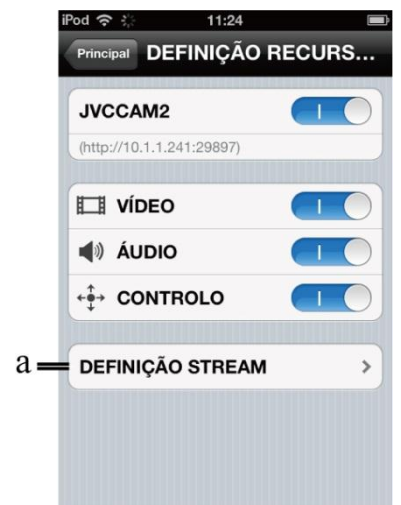 iPod 11:24
Principal DEFINIÇÃO RECURS...
JVCCAM2
(http://10.1.1.241:29897)
VÍDEO
ÁUDIO
CONTROLO
a DEFINIÇÃO STREAM